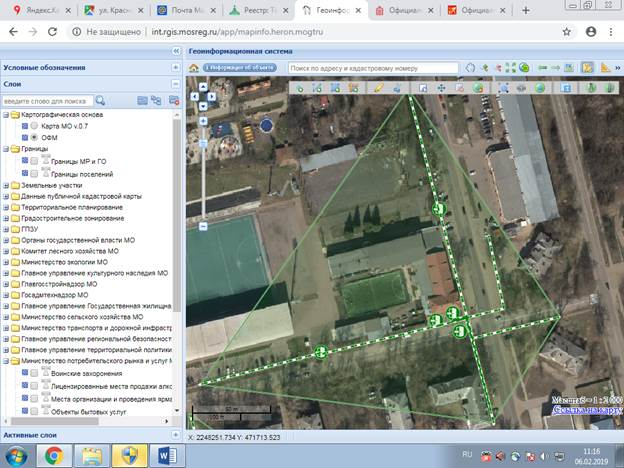 Яндекс.Ка
ул. Красн
Почта Ma
Реестр: Т
Геоинфор
Официал
Официал
Не защищено
int.rgis.mosreg.ru/app/mapinfo.heron.mogtru
Условные обозначения
Слои
введите слово для поиска
Картографическая основа
Карта МО v.0.7
ОФМ
Границы
Границы МР и ГО
Границы поселений
Земельные участки
Данные публичной кадастровой карты
Территориальное планирование
Градостроительное зонирование
ГПЗУ
Органы государственной власти МО
Комитет лесного хозяйства МО
Министерство экологии МО
Главное управление культурного наследия МО
Главгосстройнадзор МО
Госадмтехнадзор МО
Главное управление Государственная жилищна
Министерство сельского хозяйства МО
Министерство транспорта и дорожной инфрастр
Главное управление региональной безопасност
Главное управление территориальной политики
Министерство потребительского рынка и услуг М
Воинские захоронения
Лицензированные места продажи алко
Места организации и проведения ярма
Объекты бытовых услуг
Активные слои
Геоинформационная система
Информация об объекте
Поиск по адресу и кадастровому номеру
50 m
100 ft
Масштаб = 1 : 2 000
Ссылка на карту
X: 2248251.734 Y: 471713.523
RU
11:16
06.02.2019